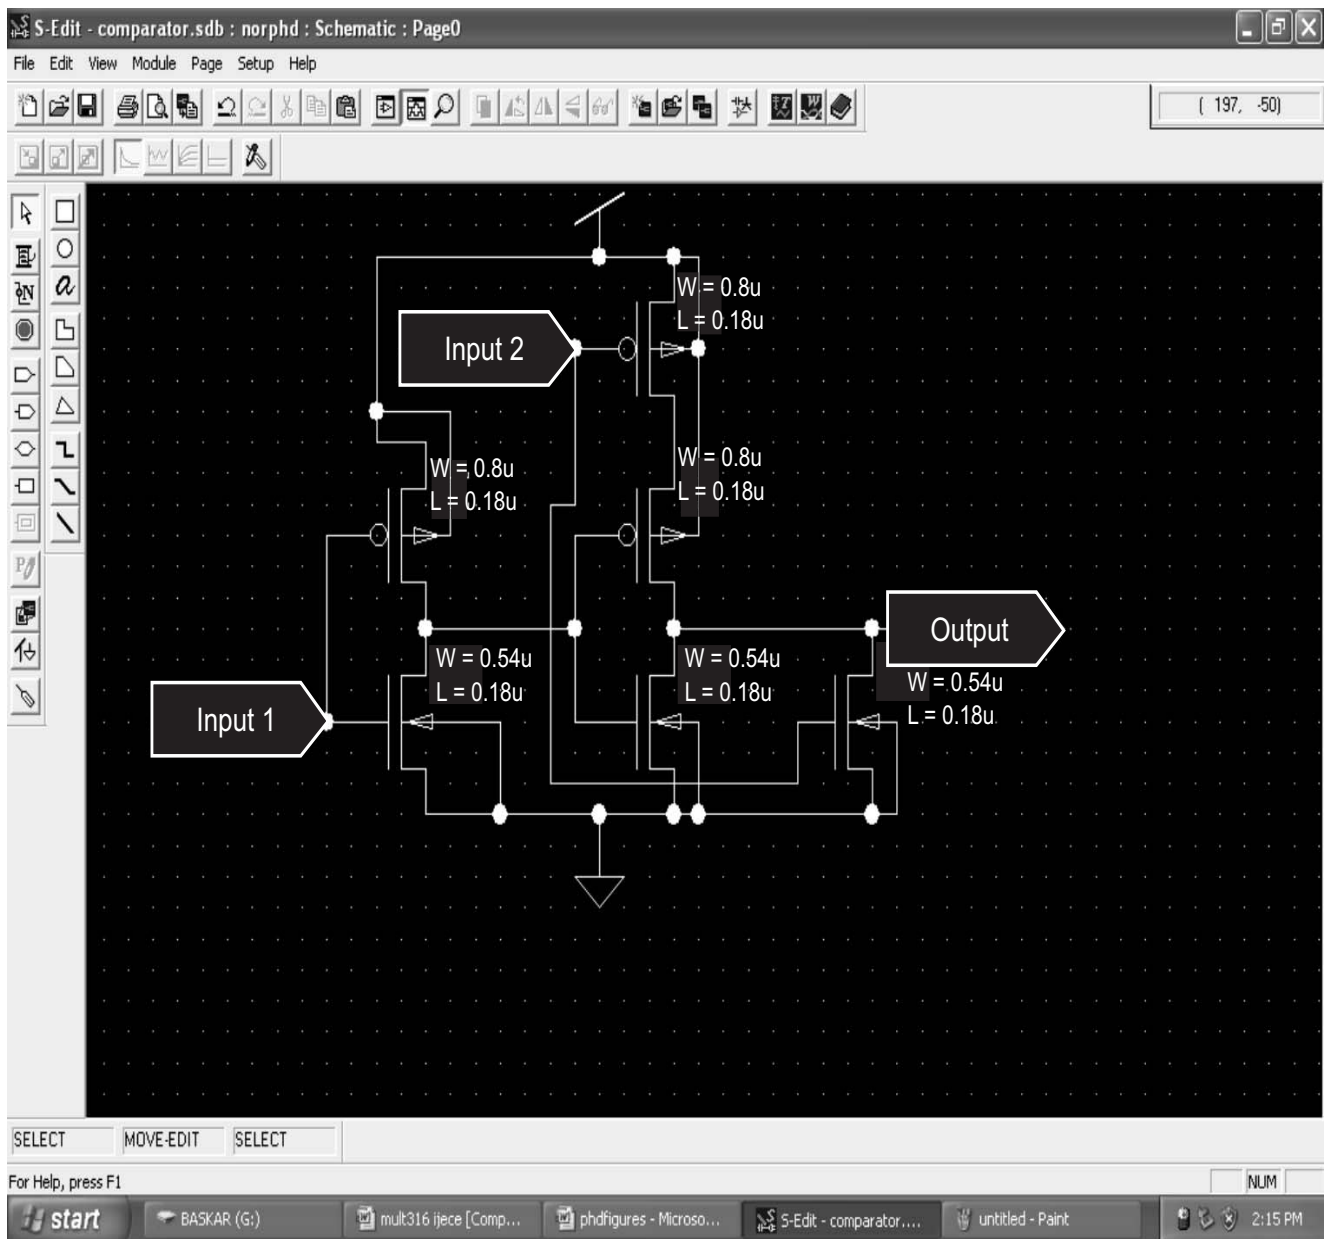 S-Edit - comparator.sdb : norphd : Schematic : Page0
File Edit View Module Page Setup Help
( 197, -50)
W = 0.8u
L = 0.18u
Input 2
W = 0.8u
L = 0.18u
W = 0.8u
L = 0.18u
Output
W = 0.54u
L = 0.18u
W = 0.54u
L = 0.18u
W = 0.54u
L = 0.18u
Input 1
SELECT MOVE-EDIT SELECT
For Help, press F1
NUM
start BASKAR (G:) mult316 ijece [Comp... phdfigures - Microso... S-Edit - comparator.... untitled - Paint 2:15 PM